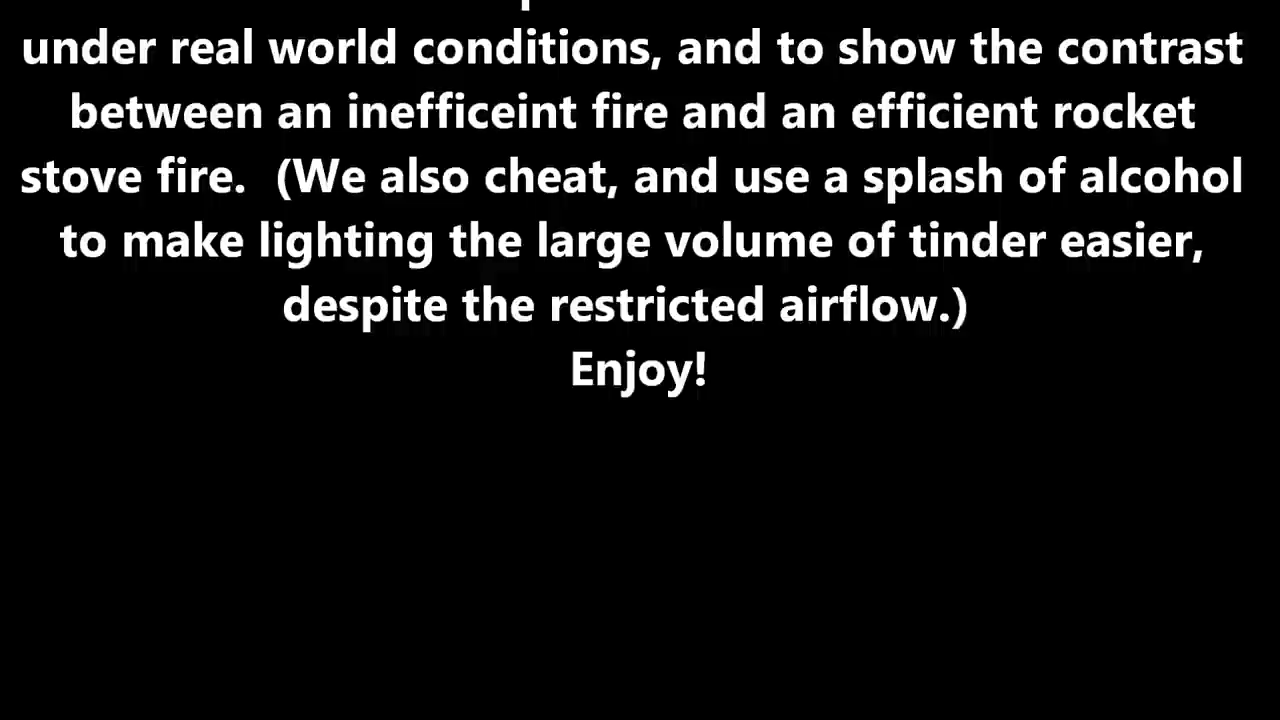 under real world conditions, and to show the contrast
between an inefficeint fire and an efficient rocket
stove fire.  (We also cheat, and use a splash of alcohol
to make lighting the large volume of tinder easier,
despite the restricted airflow.)
Enjoy!